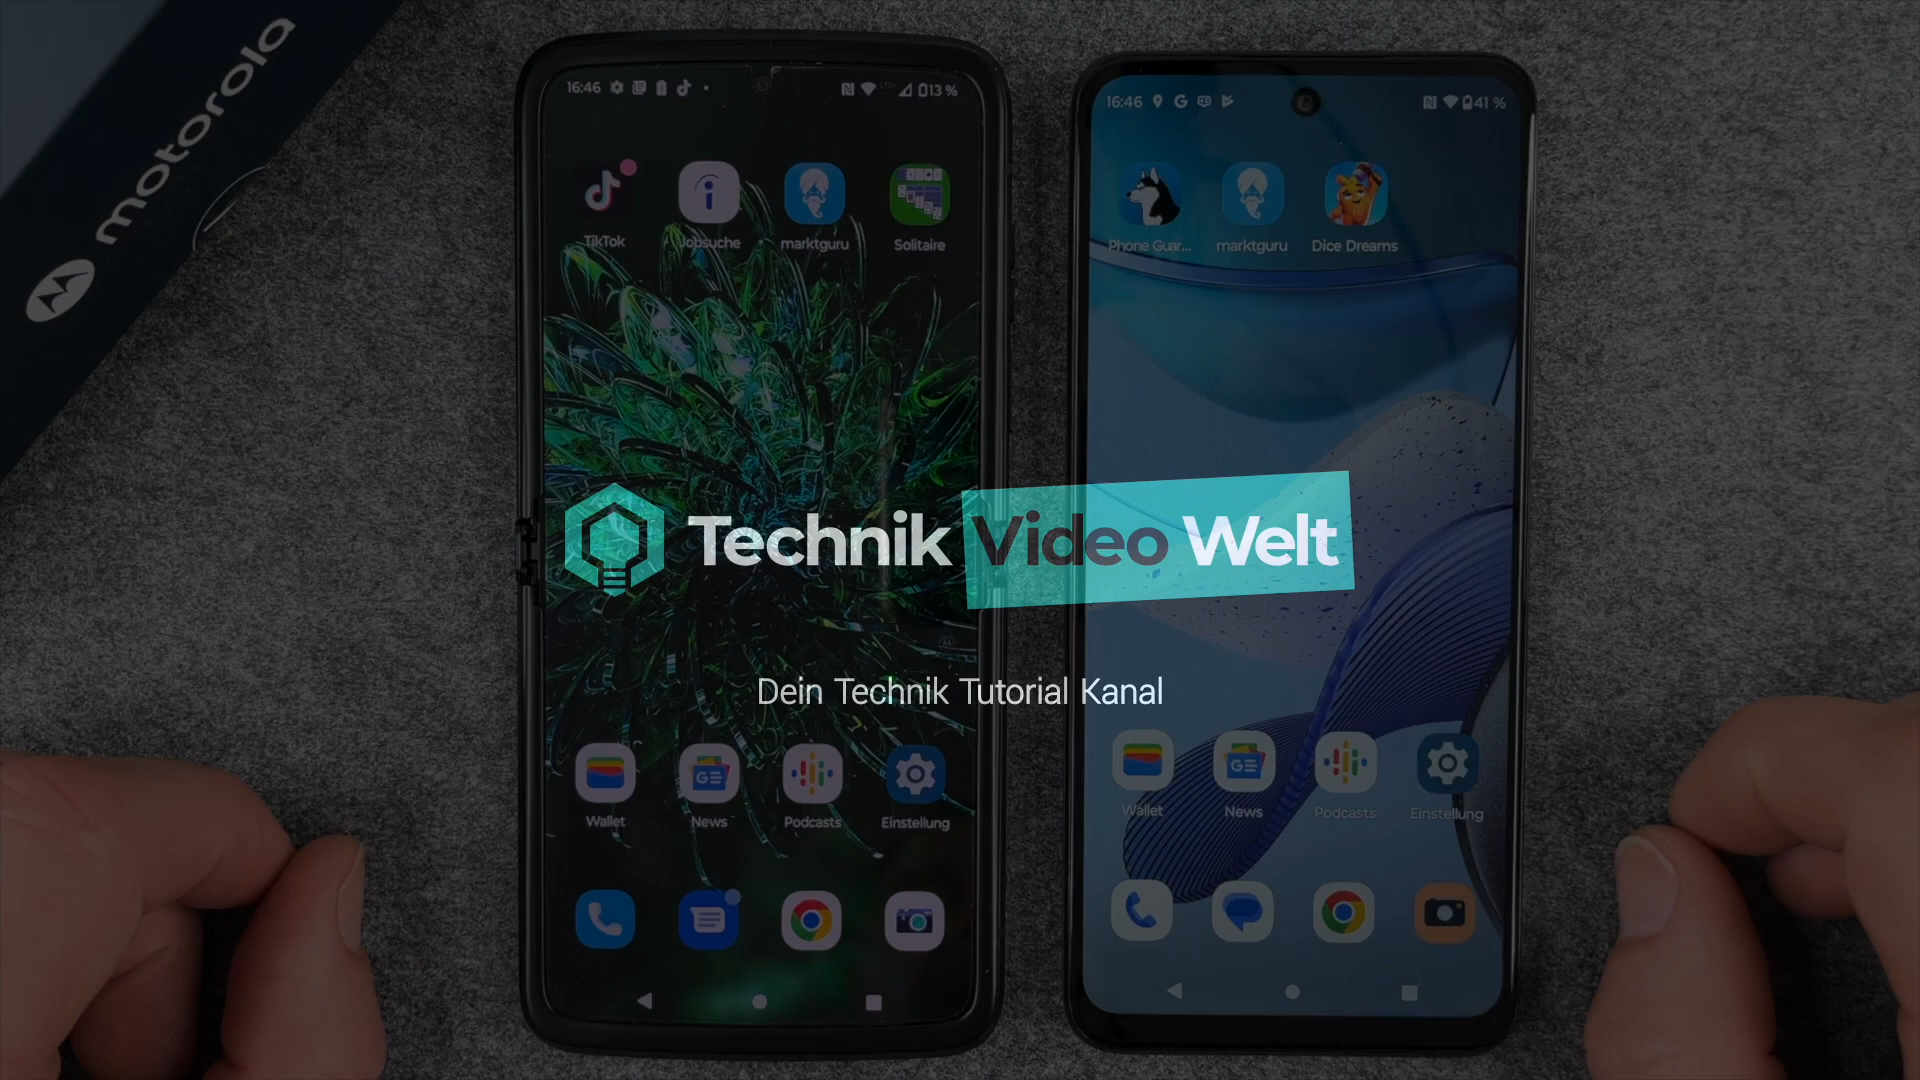 motorola
16:46
13 %
TikTok
Jobsuche
marktguru
Solitaire
Wallet
News
Podcasts
Einstellung
16:46
41 %
Phone Guar...
marktguru
Dice Dreams
Wallet
News
Podcasts
Einstellung
Technik Video Welt
Dein Technik Tutorial Kanal